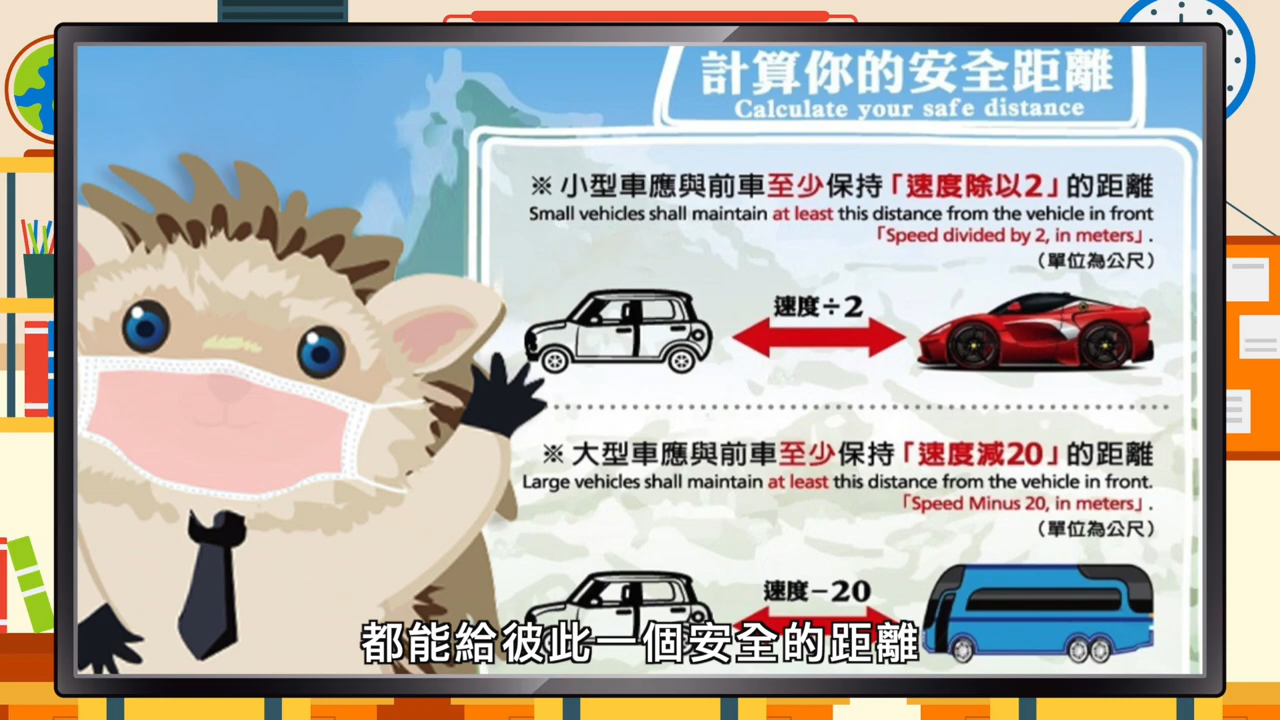 計算你的安全距離
Calculate your safe distance
※ 小型車應與前車至少保持「速度除以2」的距離
Small vehicles shall maintain at least this distance from the vehicle in front
「Speed divided by 2, in meters」.
（單位為公尺）
速度÷2
※ 大型車應與前車至少保持「速度減20」的距離
Large vehicles shall maintain at least this distance from the vehicle in front.
「Speed Minus 20, in meters」.
（單位為公尺）
速度－20
都能給彼此一個安全的距離